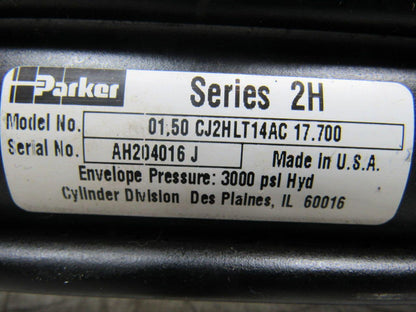 Parker Series 2H
Model No. 01,50 CJ2HLT14AC 17.700
Serial No. AH204016 J Made in U.S.A.
Envelope Pressure: 3000 psl Hyd
Cylinder Division Des Plaines, IL 60016